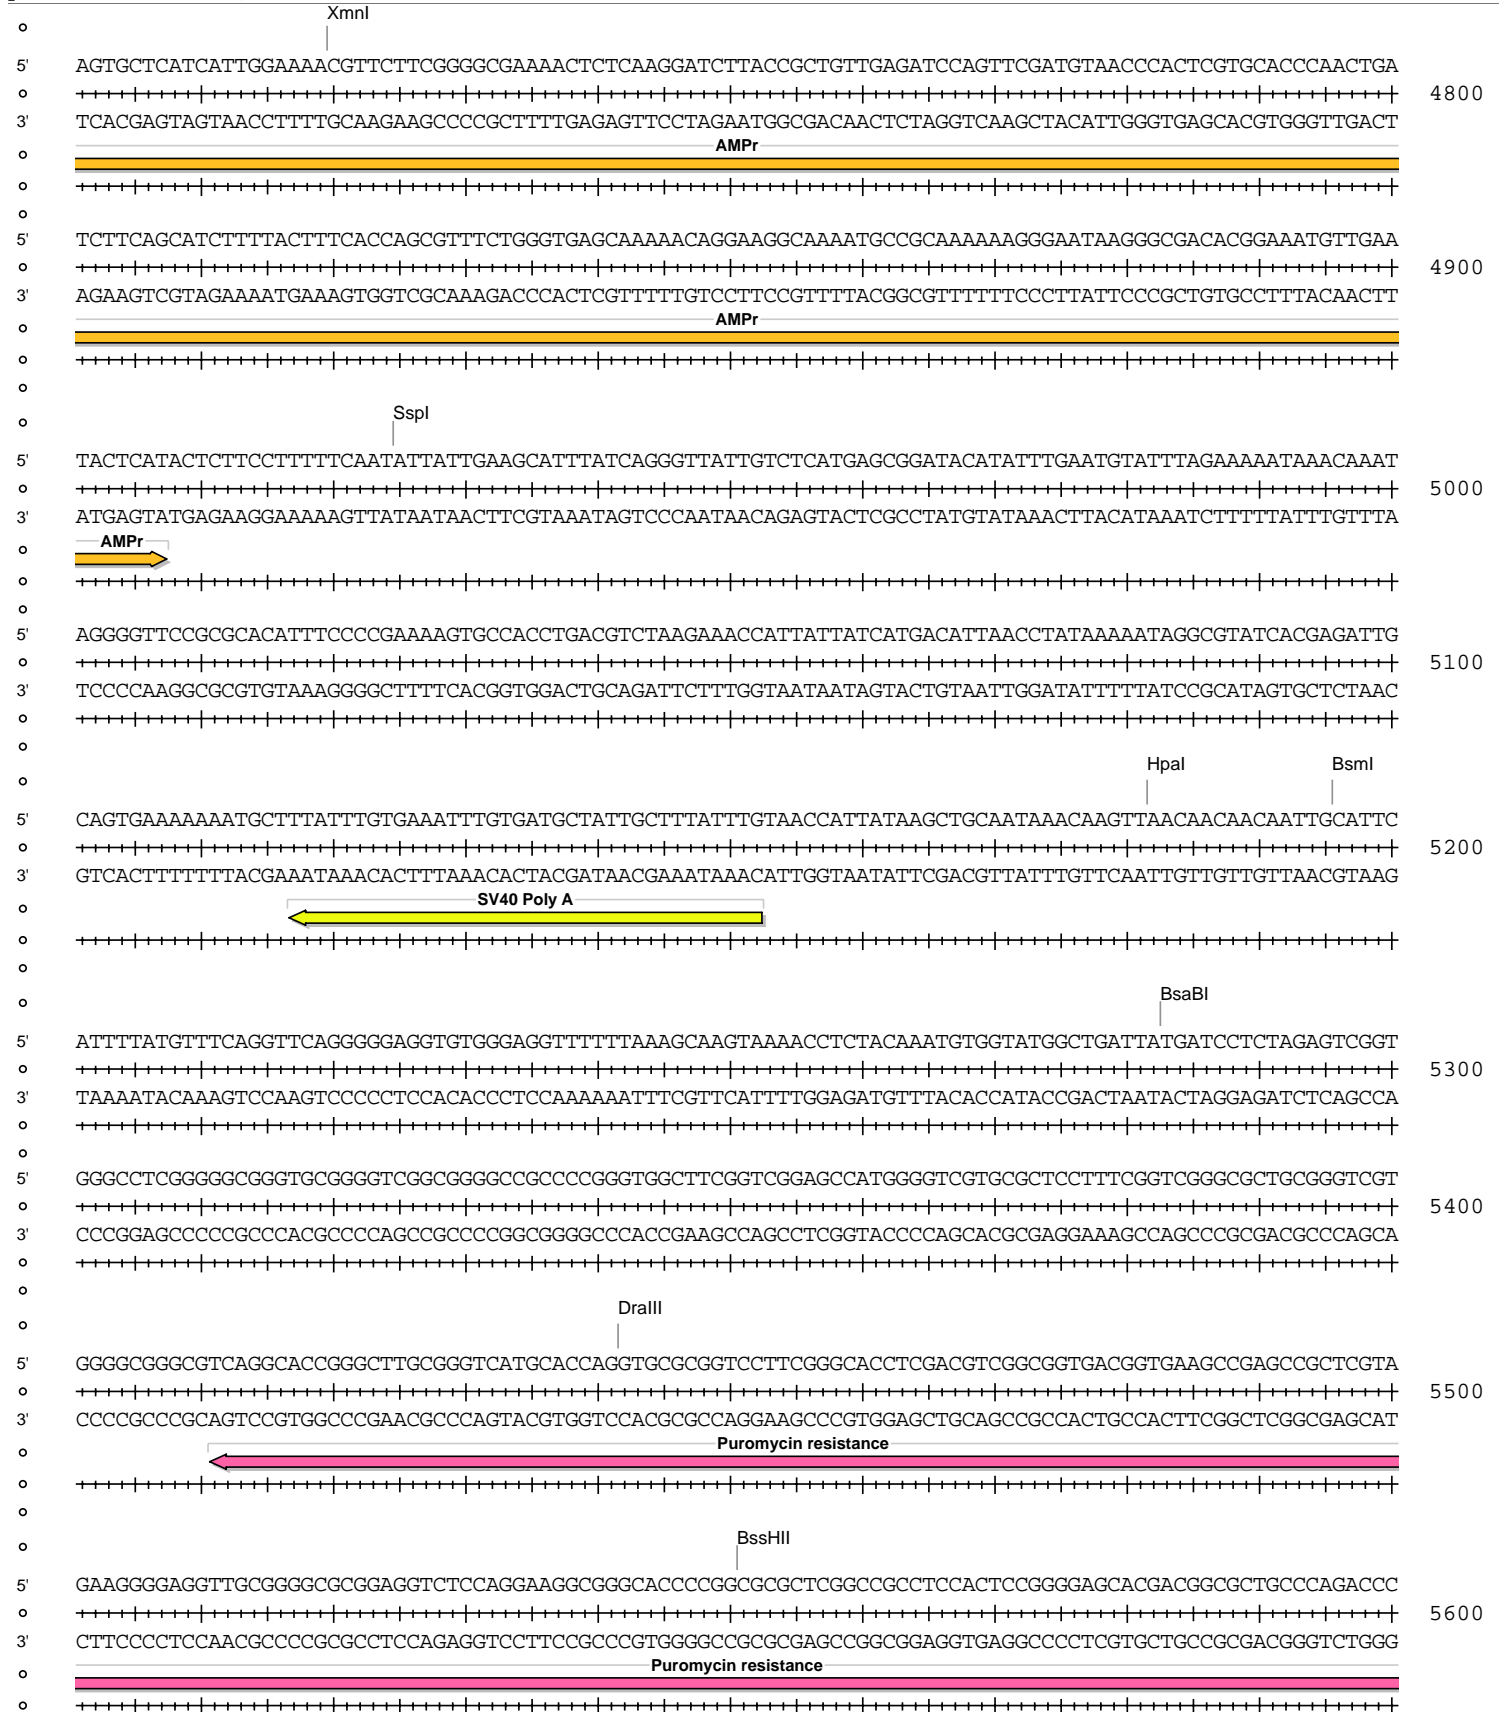 XmnI
5' AGTGCTCATCATTGGAAAACGTTCTTCGGGGCGAAAACTCTCAAGGATCTTACCGCTGTTGAGATCCAGTTCGATGTAACCCACTCGTGCACCCAACTGA
4800
3' TCACGAGTAGTAACCTTTTGCAAGAAGCCCCGCTTTTGAGAGTTCCTAGAATGGCGACAACTCTAGGTCAAGCTACATTGGGTGAGCACGTGGGTTGACT
AMPr
5' TCTTCAGCATCTTTTACTTTCACCAGCGTTTCTGGGTGAGCAAAAACAGGAAGGCAAAATGCCGCAAAAAAGGGAATAAGGGCGACACGGAAATGTTGAA
4900
3' AGAAGTCGTAGAAAATGAAAGTGGTCGCAAAGACCCACTCGTTTTTGTCCTTCCGTTTTACGGCGTTTTTTCCCTTATTCCCGCTGTGCCTTTACAACTT
AMPr
SspI
5' TACTCATACTCTTCCTTTTTCAATATTATTGAAGCATTTATCAGGGTTATTGTCTCATGAGCGGATACATATTTGAATGTATTTAGAAAAATAAACAAAT
5000
3' ATGAGTATGAGAAGGAAAAAGTTATAATAACTTCGTAAATAGTCCCAATAACAGAGTACTCGCCTATGTATAAACTTACATAAATCTTTTTATTTGTTTA
AMPr
5' AGGGGTTCCGCGCACATTTCCCCGAAAAGTGCCACCTGACGTCTAAGAAACCATTATTATCATGACATTAACCTATAAAAATAGGCGTATCACGAGATTG
5100
3' TCCCCAAGGCGCGTGTAAAGGGGCTTTTCACGGTGGACTGCAGATTCTTTGGTAATAATAGTACTGTAATTGGATATTTTTATCCGCATAGTGCTCTAAC
HpaI BsmI
5' CAGTGAAAAAAATGCTTTATTTGTGAAATTTGTGATGCTATTGCTTTATTTGTAACCATTATAAGCTGCAATAAACAAGTTAACAACAACAATTGCATTC
5200
3' GTCACTTTTTTTACGAAATAAACACTTTAAACACTACGATAACGAAATAAACATTGGTAATATTCGACGTTATTTGTTCAATTGTTGTTGTTAACGTAAG
SV40 Poly A
BsaBI
5' ATTTTATGTTTCAGGTTCAGGGGGAGGTGTGGGAGGTTTTTTAAAGCAAGTAAAACCTCTACAAATGTGGTATGGCTGATTATGATCCTCTAGAGTCGGT
5300
3' TAAAATACAAAGTCCAAGTCCCCCTCCACACCCTCCAAAAAATTTCGTTCATTTTGGAGATGTTTACACCATACCGACTAATACTAGGAGATCTCAGCCA
5' GGGCCTCGGGGGCGGGTGCGGGGTCGGCGGGGCCGCCCCGGGTGGCTTCGGTCGGAGCCATGGGGTCGTGCGCTCCTTTCGGTCGGGCGCTGCGGGTCGT
5400
3' CCCGGAGCCCCCGCCCACGCCCCAGCCGCCCCGGCGGGGCCCACCGAAGCCAGCCTCGGTACCCCAGCACGCGAGGAAAGCCAGCCCGCGACGCCCAGCA
DraIII
5' GGGGCGGGCGTCAGGCACCGGGCTTGCGGGTCATGCACCAGGTGCGCGGTCCTTCGGGCACCTCGACGTCGGCGGTGACGGTGAAGCCGAGCCGCTCGTA
5500
3' CCCCGCCCGCAGTCCGTGGCCCGAACGCCCAGTACGTGGTCCACGCGCCAGGAAGCCCGTGGAGCTGCAGCCGCCACTGCCACTTCGGCTCGGCGAGCAT
Puromycin resistance
BssHII
5' GAAGGGGAGGTTGCGGGGCGCGGAGGTCTCCAGGAAGGCGGGCACCCCGGCGCGCTCGGCCGCCTCCACTCCGGGGAGCACGACGGCGCTGCCCAGACCC
5600
3' CTTCCCCTCCAACGCCCCGCGCCTCCAGAGGTCCTTCCGCCCGTGGGGCCGCGCGAGCCGGCGGAGGTGAGGCCCCTCGTGCTGCCGCGACGGGTCTGGG
Puromycin resistance